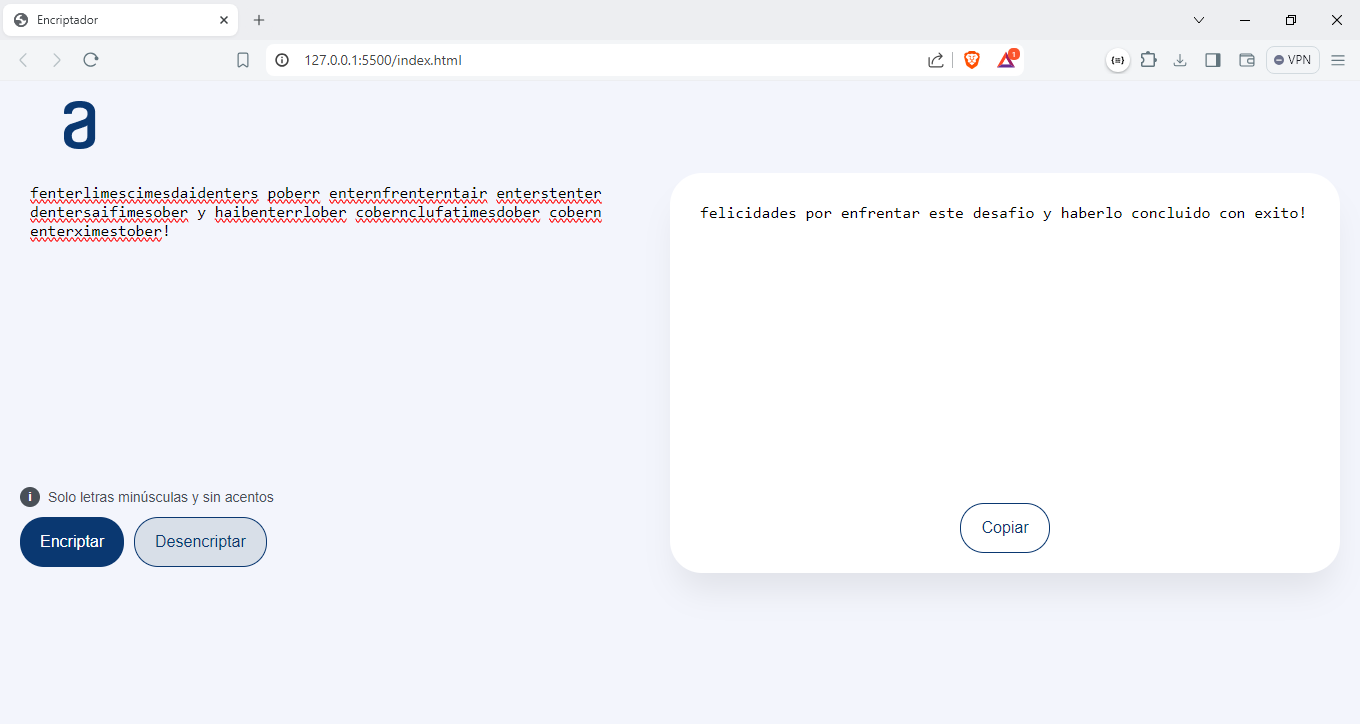 Encriptador
127.0.0.1:5500/index.html
1
VPN
a
fenterlimescimesdaidenters poberr enternfrenterntair enterstenter
dentersaifimesober y haibenterrlober cobernclufatimesdober cobern
enterximestober!
felicidades por enfrentar este desafio y haberlo concluido con exito!
i Solo letras minúsculas y sin acentos
Encriptar
Desencriptar
Copiar